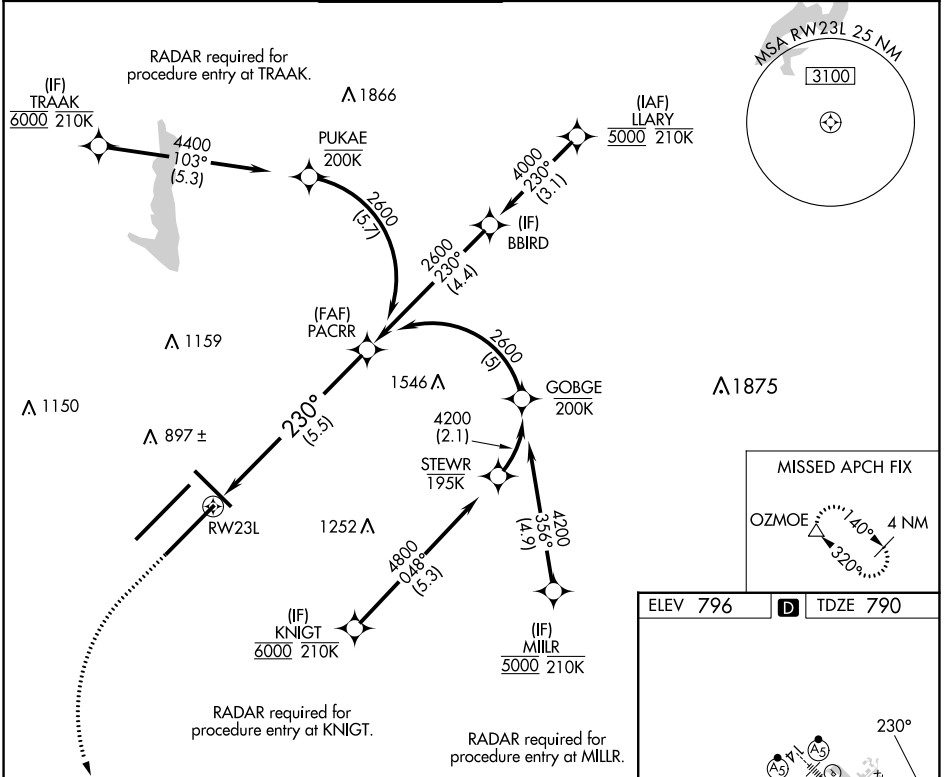 RADAR required for
procedure entry at TRAAK.
MSA RW23L 25 NM
3100
(IF)
TRAAK
6000 210K
1866
(IAF)
LLARY
5000 210K
PUKAE
200K
4400
103°
(5.3)
4000
230°
(3.1)
2600
(5.7)
(IF)
BBIRD
2600
230°
(4.4)
(FAF)
PACRR
1159
2600
(5)
1546
GOBGE
200K
1875
1150
230°
(5.5)
4200
(2.1)
897 ±
STEWR
195K
MISSED APCH FIX
OZMOE
140°
4 NM
320°
RW23L
1252
4200
356°
(4.9)
4800
048°
(5.3)
ELEV 796
D
TDZE 790
(IF)
KNIGT
6000 210K
(IF)
MIILR
5000 210K
RADAR required for
procedure entry at KNIGT.
RADAR required for
procedure entry at MILLR.
230°
A5
14
A5
P